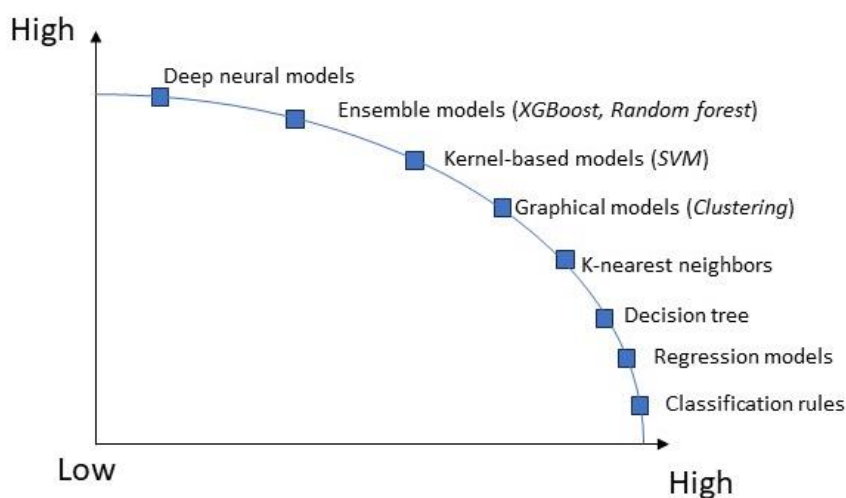 High
Deep neural models
Ensemble models (XGBoost, Random forest)
Kernel-based models (SVM)
Graphical models (Clustering)
K-nearest neighbors
Decision tree
Regression models
Classification rules
Low
High